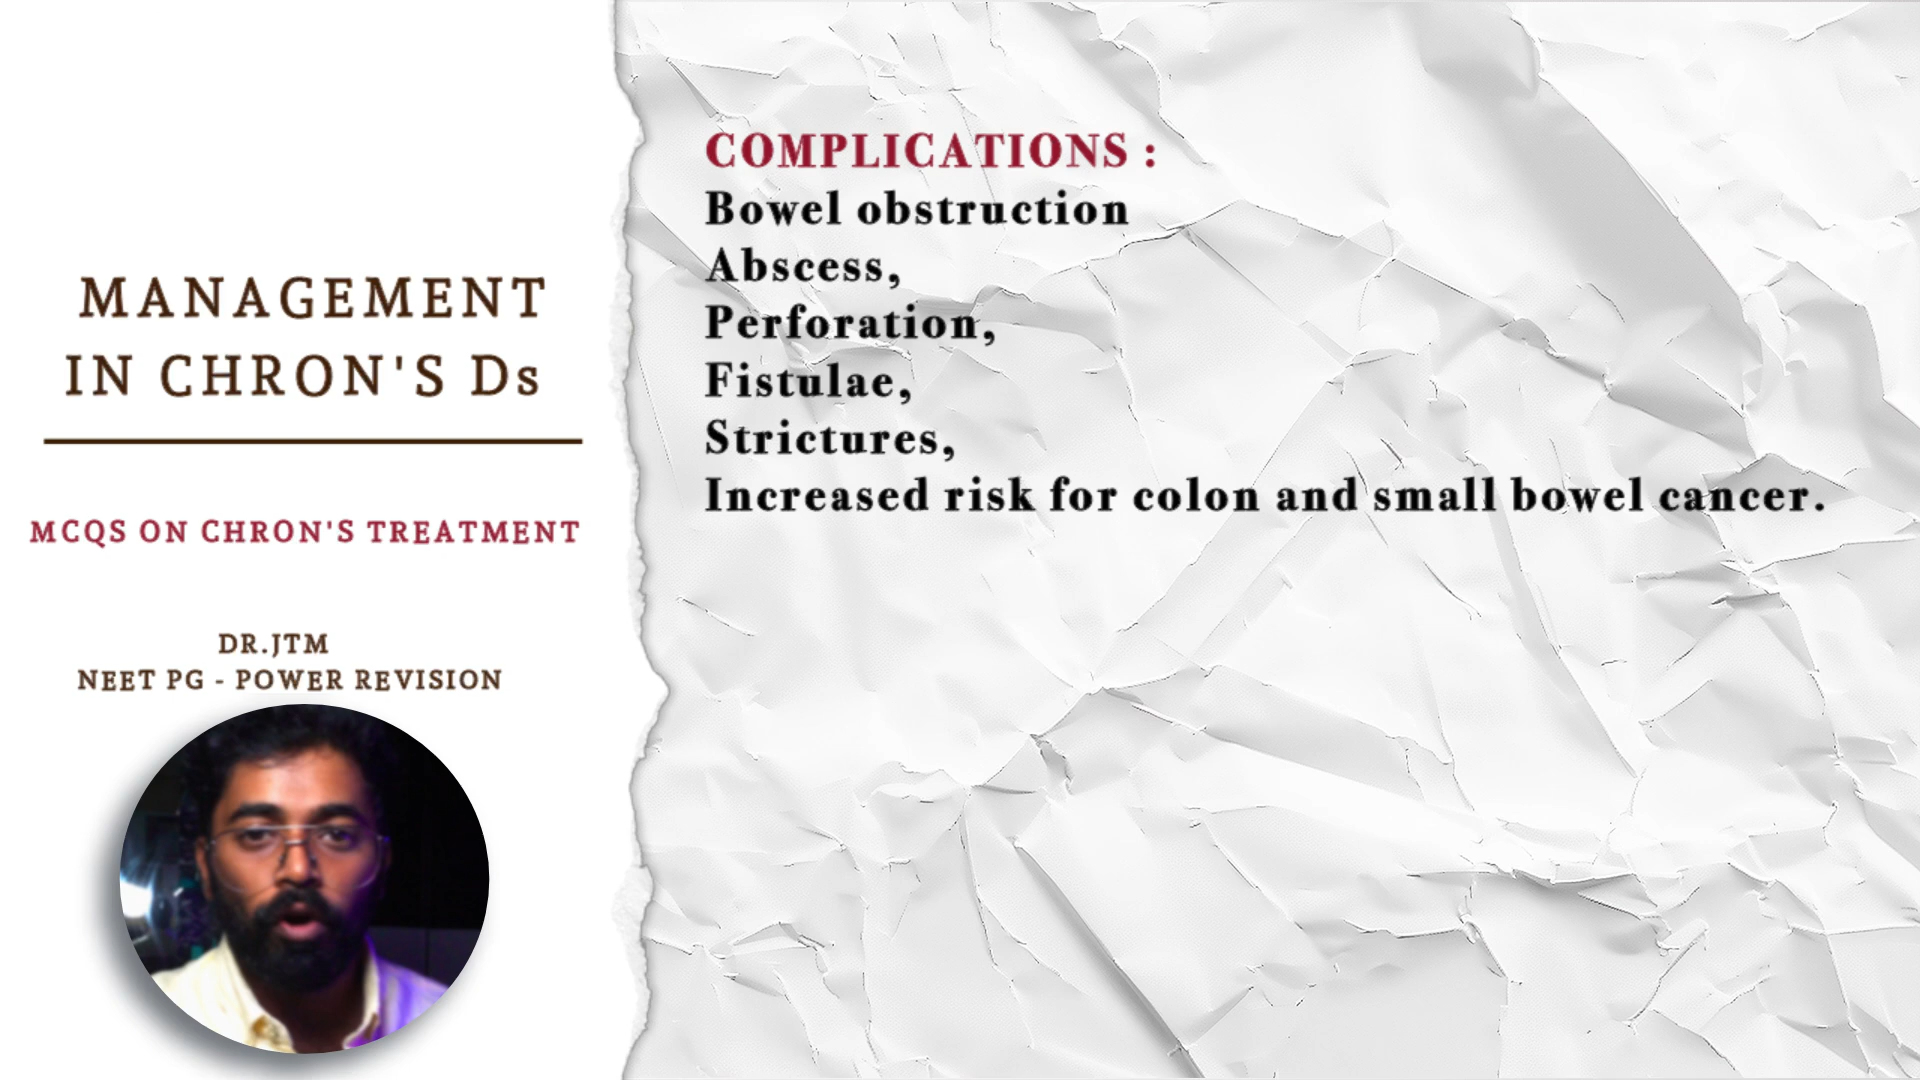 MANAGEMENT
IN CHRON'S Ds
MCQS ON CHRON'S TREATMENT
DR.JTM
NEET PG - POWER REVISION
COMPLICATIONS :
Bowel obstruction
Abscess,
Perforation,
Fistulae,
Strictures,
Increased risk for colon and small bowel cancer.